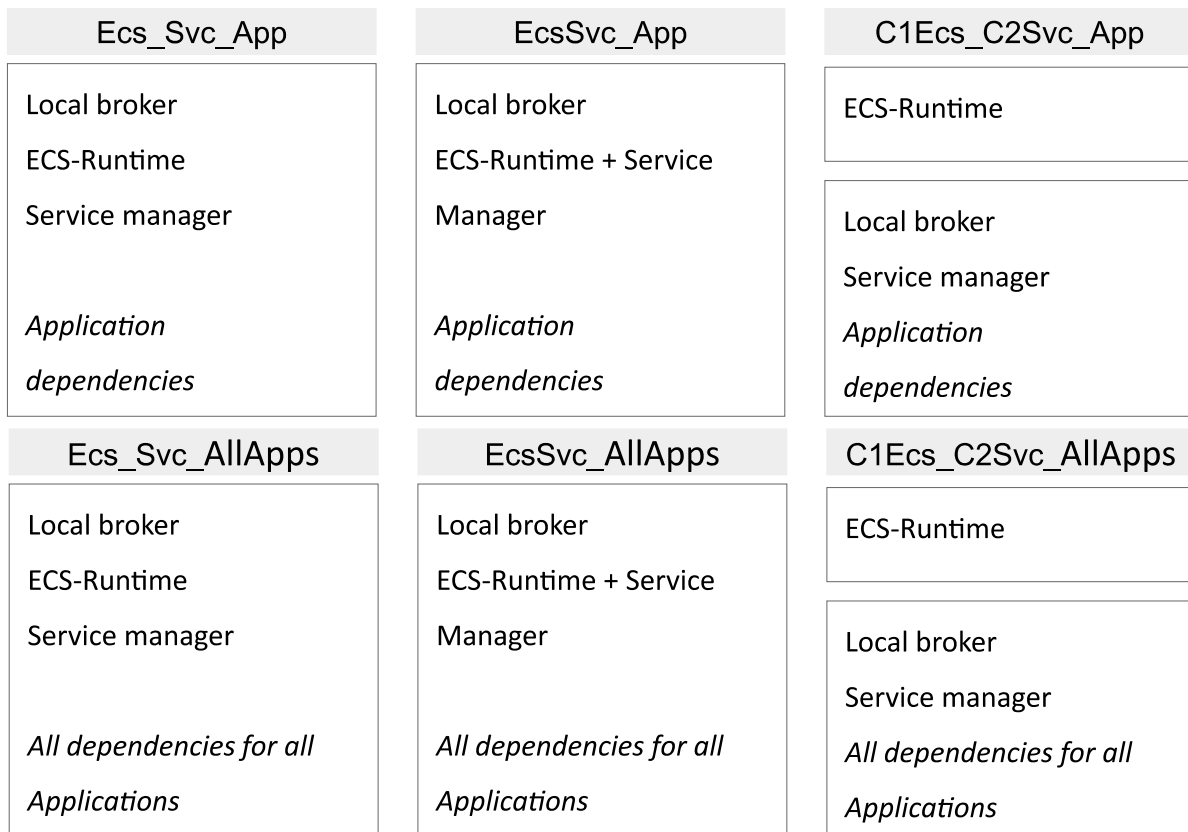 Ecs_Svc_App
Local broker
ECS-Runtime
Service manager
Application
dependencies
EcsSvc_App
Local broker
ECS-Runtime + Service
Manager
Application
dependencies
C1Ecs_C2Svc_App
ECS-Runtime
Local broker
Service manager
Application
dependencies
Ecs_Svc_AllApps
Local broker
ECS-Runtime
Service manager
All dependencies for all
Applications
EcsSvc_AllApps
Local broker
ECS-Runtime + Service
Manager
All dependencies for all
Applications
C1Ecs_C2Svc_AllApps
ECS-Runtime
Local broker
Service manager
All dependencies for all
Applications